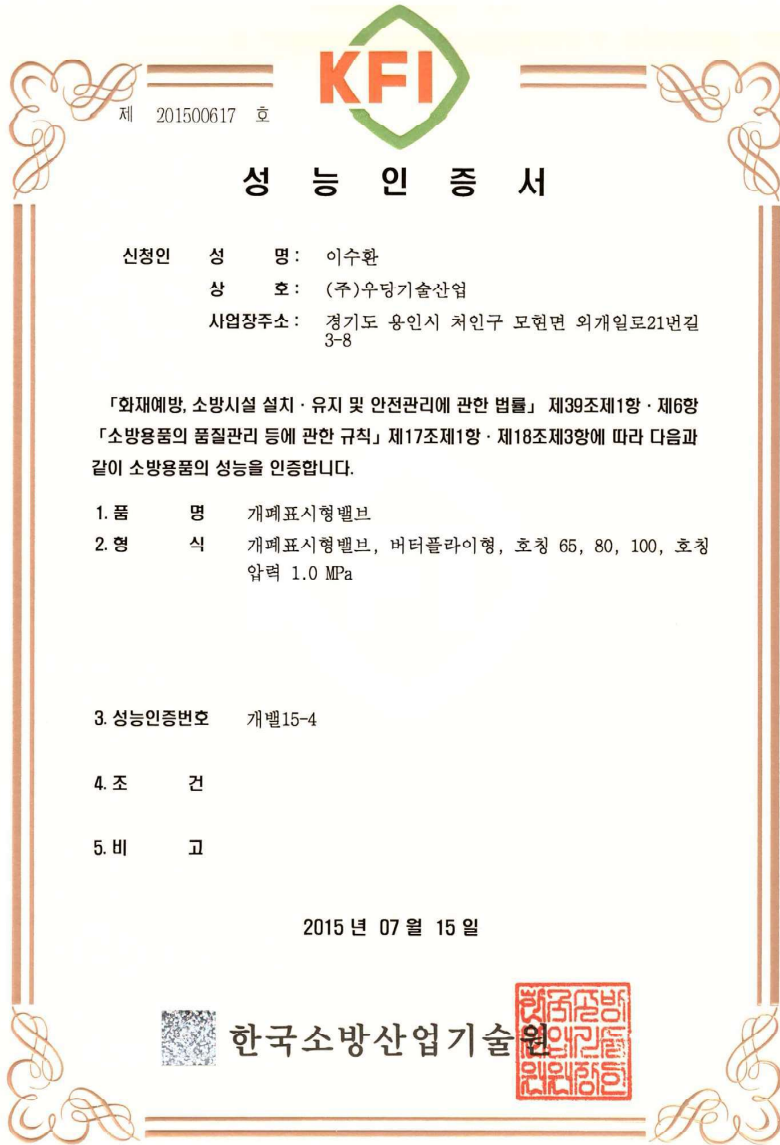 KFI
제 201500617 호
성 능 인 증 서
신청인 성 명 : 이수환
상 호 : (주)우딩기술산업
사업장주소 : 경기도 용인시 처인구 모현면 외개일로21번길
3-8
「화재예방, 소방시설 설치 · 유지 및 안전관리에 관한 법률」 제39조제1항 · 제6항
「소방용품의 품질관리 등에 관한 규칙」제17조제1항 · 제18조제3항에 따라 다음과
같이 소방용품의 성능을 인증합니다.
1. 품 명 개폐표시형밸브
2. 형 식 개폐표시형밸브, 버터플라이형, 호칭 65, 80, 100, 호칭
압력 1.0 MPa
3. 성능인증번호 개밸15-4
4. 조 건
5. 비 고
2015 년 07 월 15 일
한국소방산업기술원